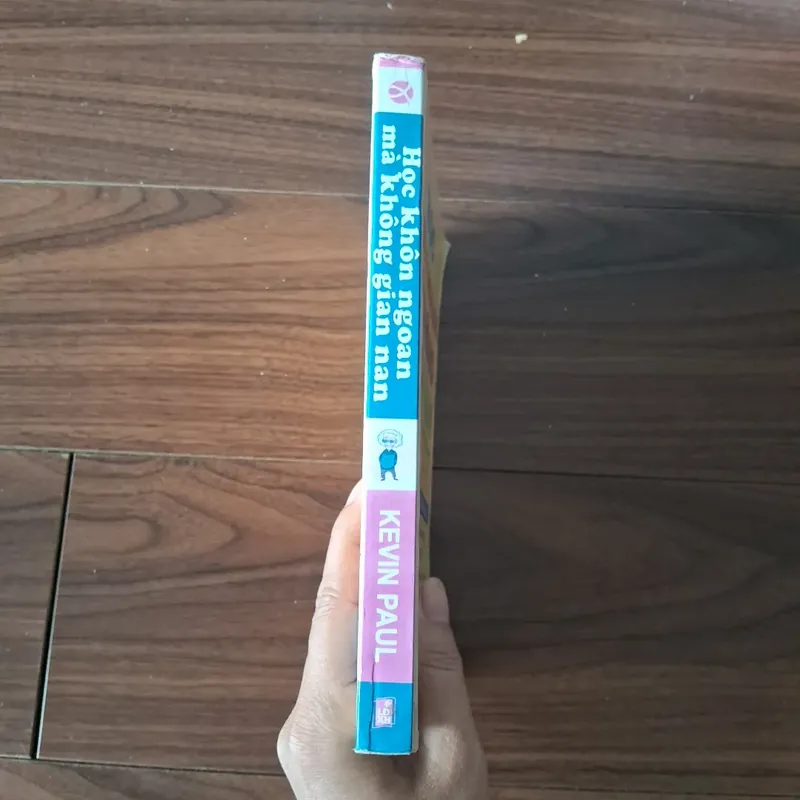 Học khôn ngoan
mà không gian nan
KEVIN PAUL